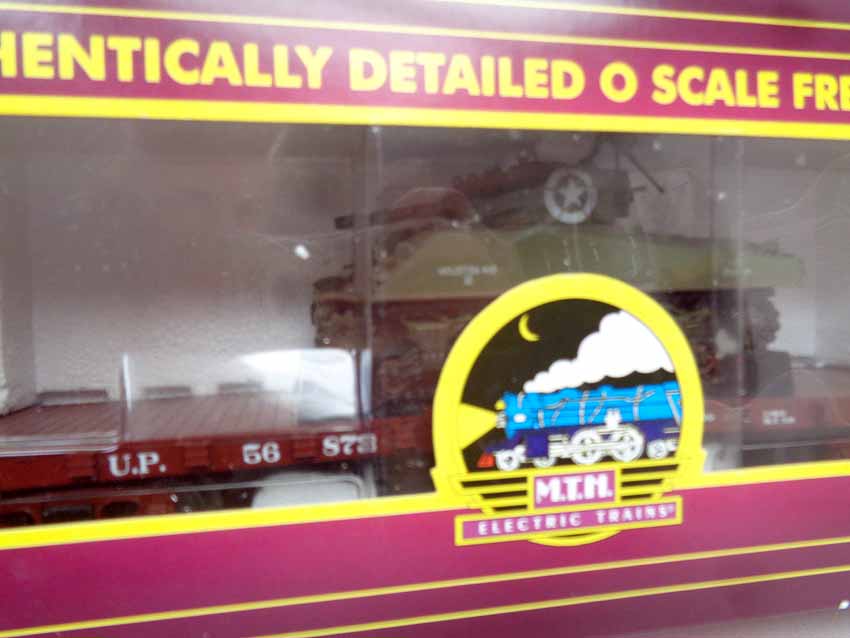 HENTICALLY DETAILED O SCALE FRE
U.P. 56 873
M.T.H.
ELECTRIC TRAINS